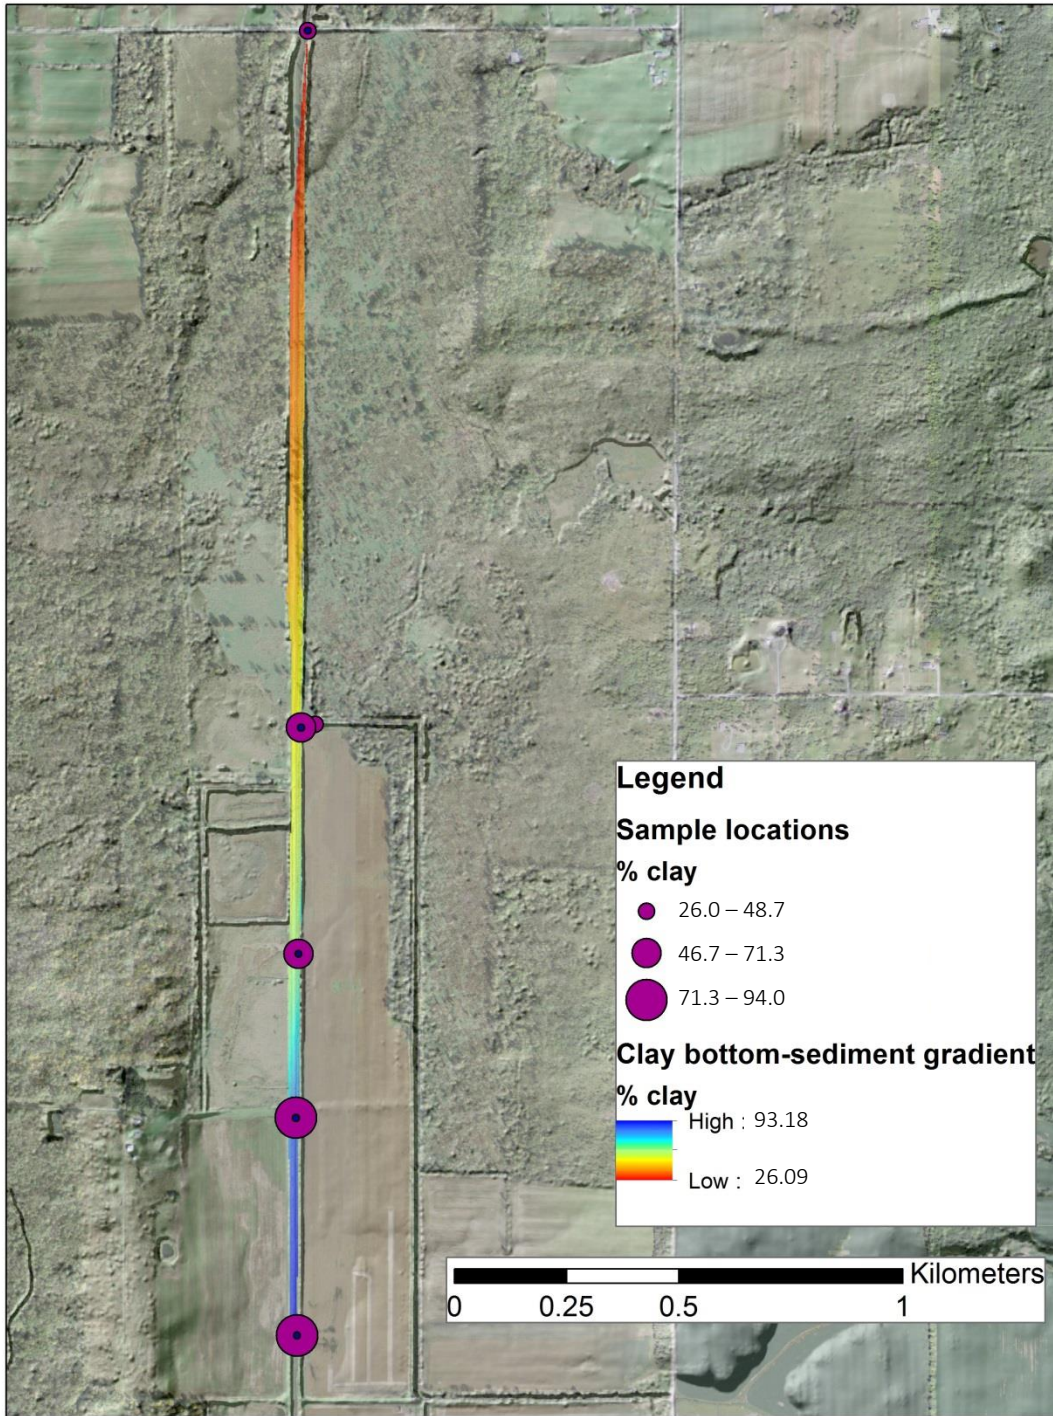 Legend
Sample locations
% clay
26.0 – 48.7
46.7 – 71.3
71.3 – 94.0
Clay bottom-sediment gradient
% clay
High : 93.18
Low : 26.09
Kilometers
0 0.25 0.5 1